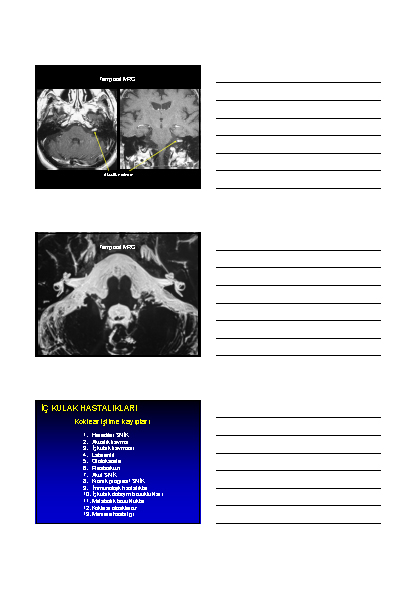 Temporal MRG
Akustik nörinom
Temporal MRG
İÇ KULAK HASTALIKLARI
Koklear işitme kayıpları
1. Herediter SNİK
2. Akustik travma
3. İç kulak travması
4. Labirentit
5. Ototoksisite
6. Presbiakuzi
7. Ani SNİK
8. Kronik progresif SNİK
9. İmmunolojik hastalıklar
10. İç kulak dolaşım bozuklukları
11. Metabolik bozukluklar
12. Koklear otoskleroz
13. Meniere hastalığı